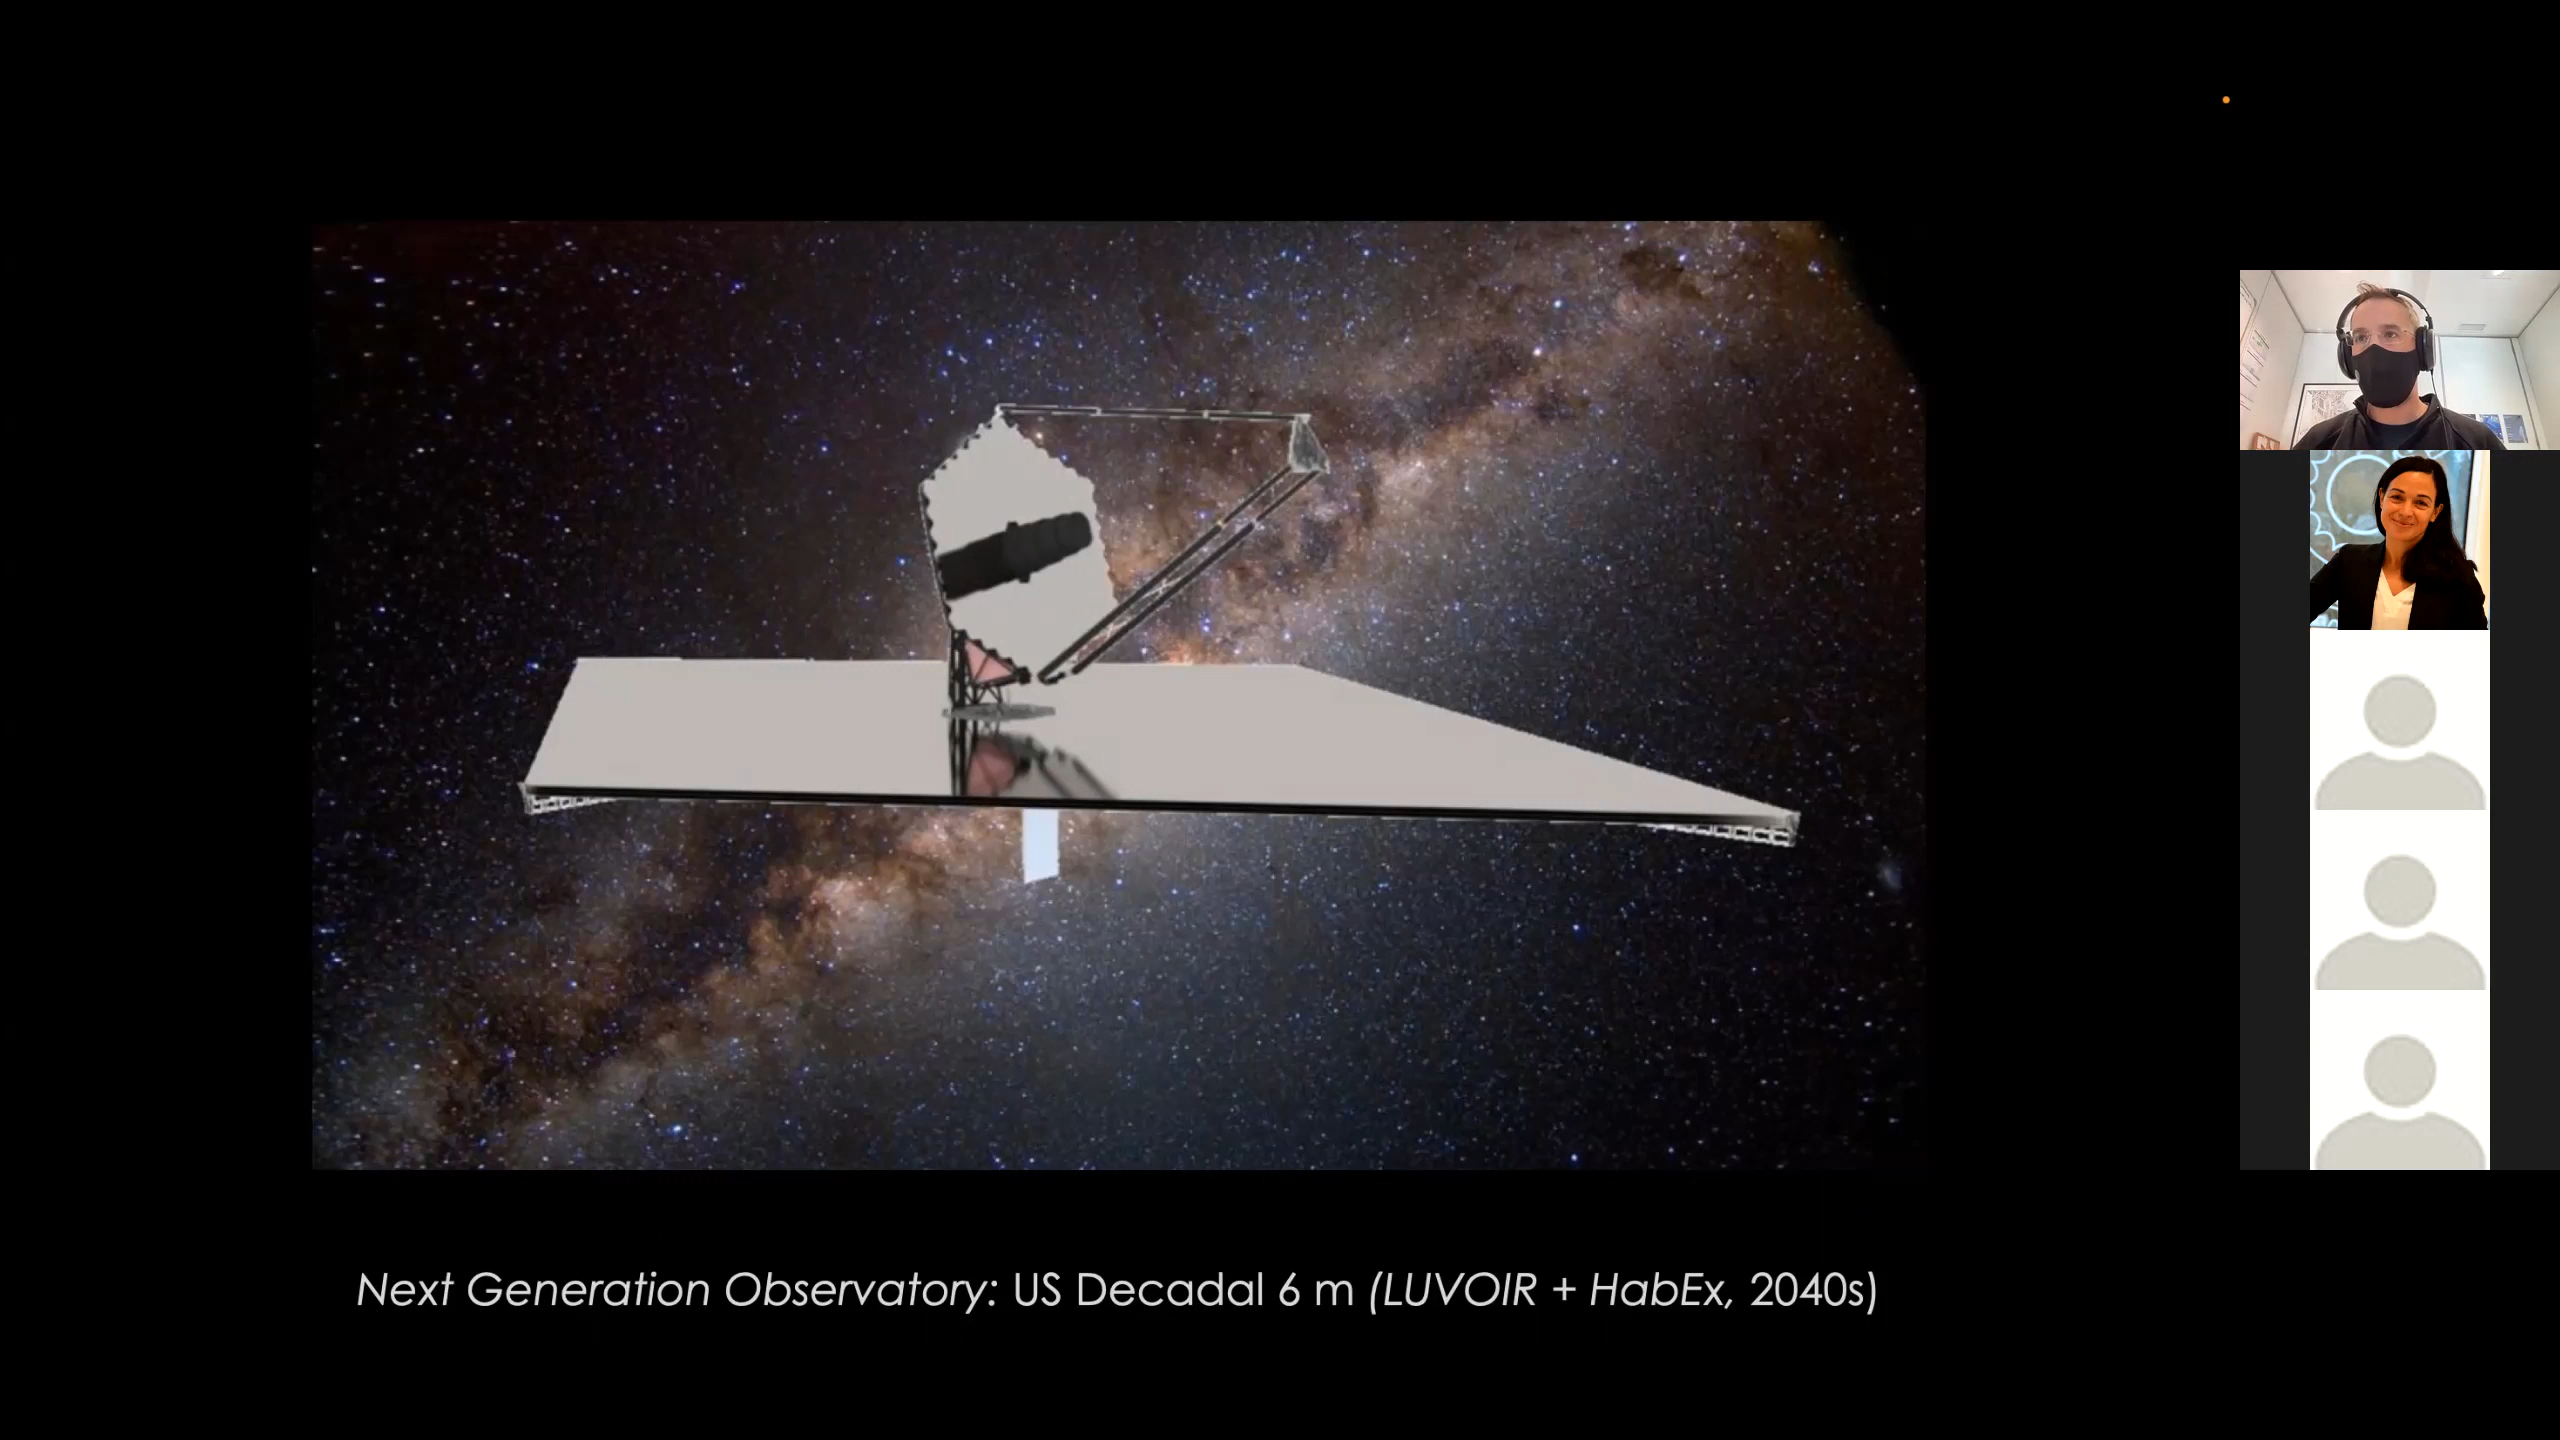 Next Generation Observatory: US Decadal 6 m (LUVOIR + HabEx, 2040s)